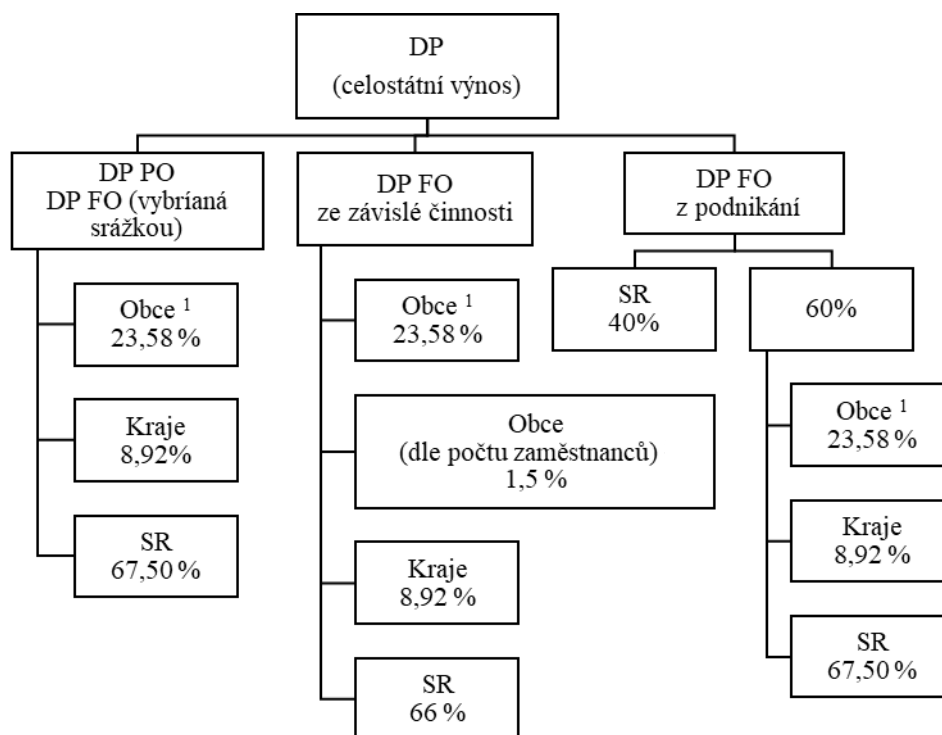 DP
(celostátní výnos)
DP PO
DP FO (vybríaná
srážkou)
Obce ¹
23,58 %
Kraje
8,92%
SR
67,50 %
DP FO
ze závislé činnosti
Obce ¹
23,58 %
Obce
(dle počtu zaměstnanců)
1,5 %
Kraje
8,92 %
SR
66 %
DP FO
z podnikání
SR
40%
60%
Obce ¹
23,58 %
Kraje
8,92 %
SR
67,50 %